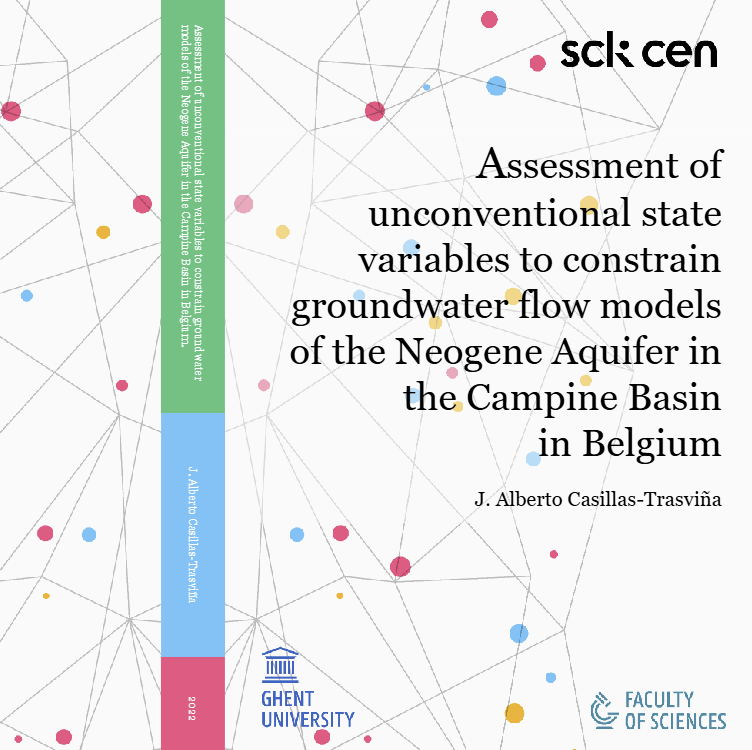 Assessment of unconventional state variables to constrain groundwater
models of the Neogene Aquifer in the Campine Basin in Belgium.
J. Alberto Casillas-Trasviña
2022
sck cen
Assessment of
unconventional state
variables to constrain
groundwater flow models
of the Neogene Aquifer in
the Campine Basin
in Belgium
J. Alberto Casillas-Trasviña
GHENT
UNIVERSITY
FACULTY
OF SCIENCES